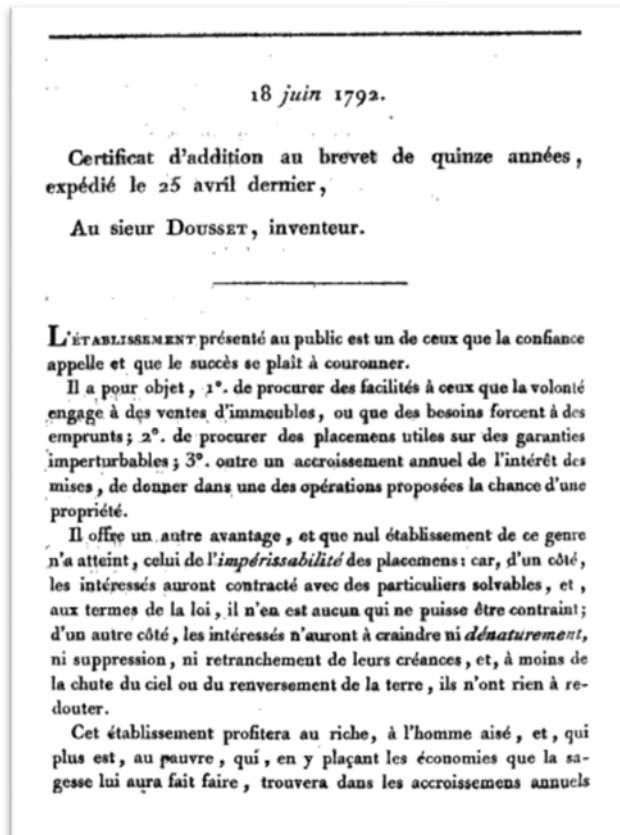 18 juin 1792.
Certificat d'addition au brevet de quinze années,
expédié le 25 avril dernier,
Au sieur DOUSSET, inventeur.
L'ÉTABLISSEMENT présenté au public est un de ceux que la confiance
appelle et que le succès se plaît à couronner.
Il a pour objet, 1°. de procurer des facilités à ceux que la volonté
engage à des ventes d'immeubles, ou que des besoins forcent à des
emprunts; 2°. de procurer des placemens utiles sur des garanties
imperturbables; 3°. outre un accroissement annuel de l'intérêt des
mises, de donner dans une des opérations proposées la chance d'une
propriété.
Il offre un autre avantage, et que nul établissement de ce genre
n'a atteint, celui de l'impérissabilité des placemens: car, d'un côté,
les intéressés auront contracté avec des particuliers solvables, et,
aux termes de la loi, il n'en est aucun qui ne puisse être contraint;
d'un autre côté, les intéressés n'auront à craindre ni dénaturement,
ni suppression, ni retranchement de leurs créances, et, à moins de
la chute du ciel ou du renversement de la terre, ils n'ont rien à re-
douter.
Cet établissement profitera au riche, à l'homme aisé, et, qui
plus est, au pauvre, qui, en y plaçant les économies que la sa-
gesse lui aura fait faire, trouvera dans les accroissemens annuels